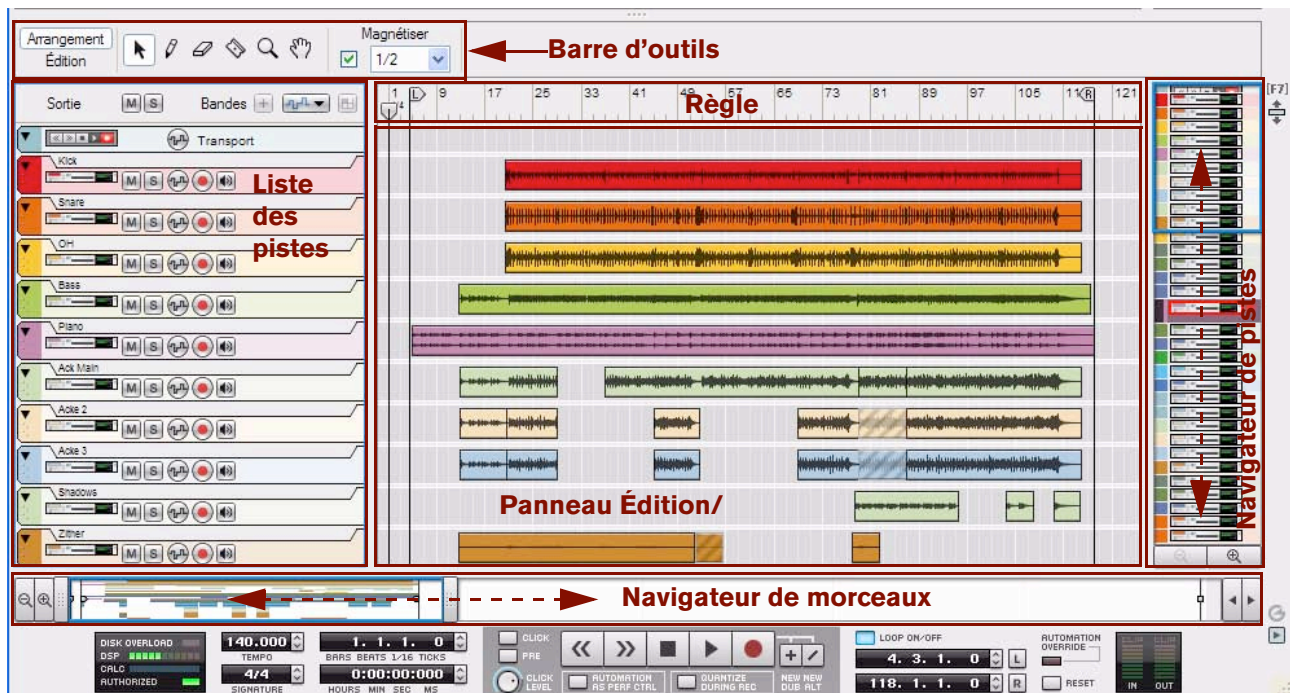 Arrangement
Édition
Magnétiser
1/2
Barre d'outils
[F7]
Sortie M S Bandes
1 L 9 17 25 33 41 49 57 65 73 81 89 97 105 11 R 121
4
Règle
Transport
Kick
M S
Liste
des
pistes
Snare
M S
OH
M S
Bass
M S
Piano
M S
Ack Main
M S
Acke 2
M S
Acke 3
M S
Shadows
M S
Zither
M S
Panneau Édition/
Navigateur de pistes
Navigateur de morceaux
DISK OVERLOAD
DSP
CALC
AUTHORIZED
140.000
TEMPO
4/4
SIGNATURE
1. 1. 1. 0
BARS BEATS 1/16 TICKS
0:00:00:000
HOURS MIN SEC MS
CLICK
PRE
CLICK
LEVEL
AUTOMATION
AS PERF CTRL
QUANTIZE
DURING REC
NEW NEW
DUB ALT
LOOP ON/OFF
4. 3. 1. 0 L
118. 1. 1. 0 R
AUTOMATION
OVERRIDE
RESET
CLIP CLIP
IN OUT